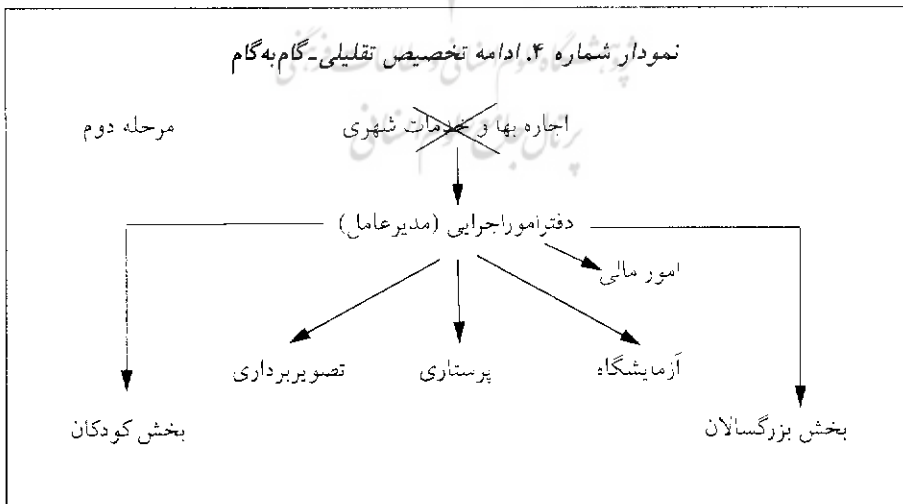 نمودار شماره ۴. ادامه تخصیص تقلیلی-گام‌به‌گام
اجاره بها و خدمات شهری
مرحله دوم
دفترامور اجرایی (مدیرعامل)
امور مالی
آزمایشگاه
پرستاری
تصویربرداری
بخش بزرگسالان
بخش کودکان